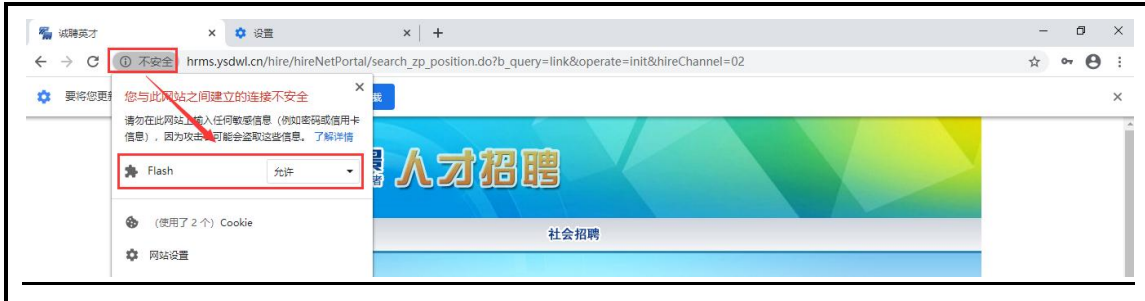 诚聘英才
设置
不安全 hrms.ysdwl.cn/hire/hireNetPortal/search_zp_position.do?b_query=link&operate=init&hireChannel=02
要将您更
载
您与此网站之间建立的连接不安全
请勿在此网站上输入任何敏感信息（例如密码或信用卡
信息），因为攻击者可能会盗取这些信息。 了解详情
Flash 允许
者 人才招聘
(使用了 2 个) Cookie
社会招聘
网站设置